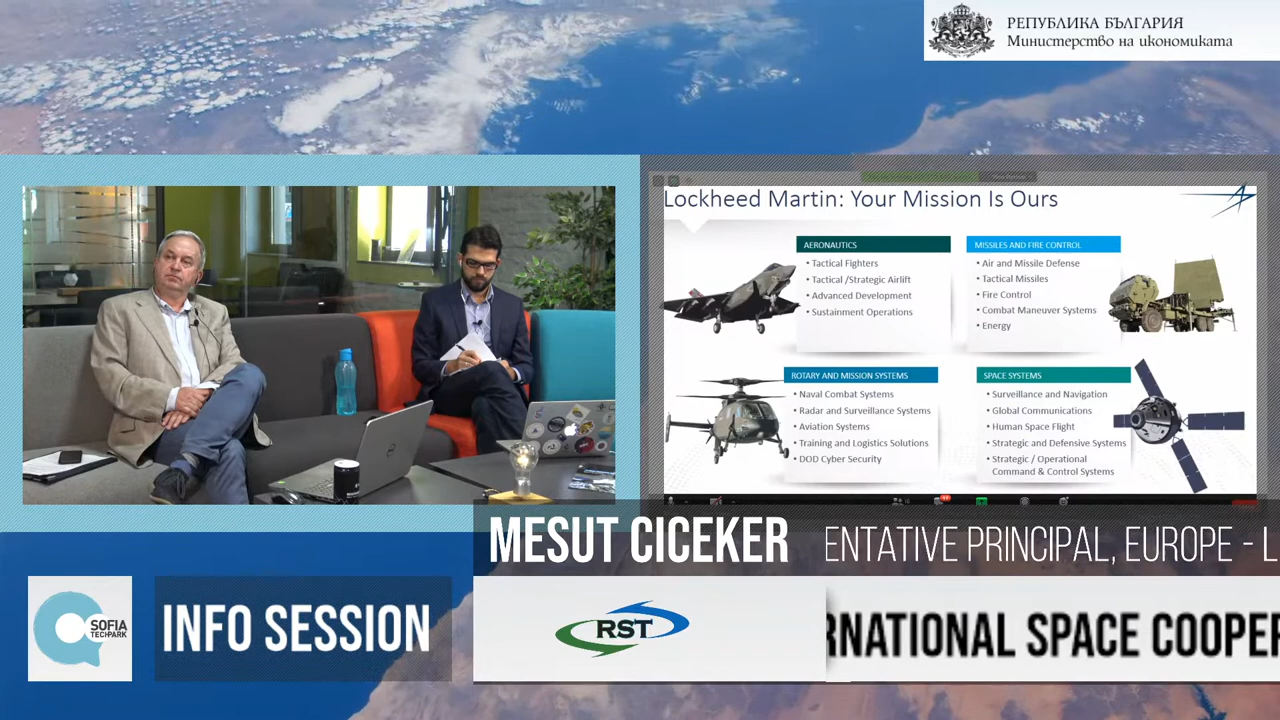 РЕПУБЛИКА БЪЛГАРИЯ
Министерство на икономиката
Lockheed Martin: Your Mission Is Ours
AERONAUTICS
• Tactical Fighters
• Tactical /Strategic Airlift
• Advanced Development
• Sustainment Operations
MISSILES AND FIRE CONTROL
• Air and Missile Defense
• Tactical Missiles
• Fire Control
• Combat Maneuver Systems
• Energy
ROTARY AND MISSION SYSTEMS
• Naval Combat Systems
• Radar and Surveillance Systems
• Aviation Systems
• Training and Logistics Solutions
• DOD Cyber Security
SPACE SYSTEMS
• Surveillance and Navigation
• Global Communications
• Human Space Flight
• Strategic and Defensive Systems
• Strategic / Operational
Command & Control Systems
MESUT CICEKER
ENTATIVE PRINCIPAL, EUROPE - L
SOFIA
TECHPARK
INFO SESSION
RST
RNATIONAL SPACE COOPER